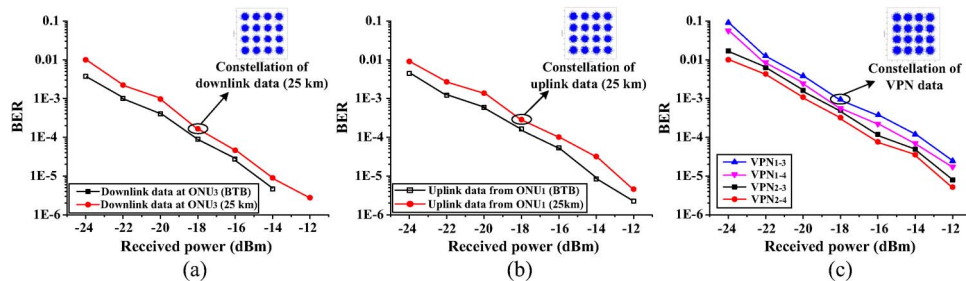 0.1
0.01
1E-3
1E-4
1E-5
1E-6
BER
Constellation of
downlink data (25 km)
Downlink data at ONU3 (BTB)
Downlink data at ONU3 (25 km)
-24 -22 -20 -18 -16 -14 -12
Received power (dBm)
(a)
0.1
0.01
1E-3
1E-4
1E-5
1E-6
BER
Constellation of
uplink data (25 km)
Uplink data from ONU1 (BTB)
Uplink data from ONU1 (25km)
-24 -22 -20 -18 -16 -14 -12
Received power (dBm)
(b)
0.1
0.01
1E-3
1E-4
1E-5
1E-6
BER
Constellation of
VPN data
VPN1-3
VPN1-4
VPN2-3
VPN2-4
-24 -22 -20 -18 -16 -14 -12
Received power (dBm)
(c)